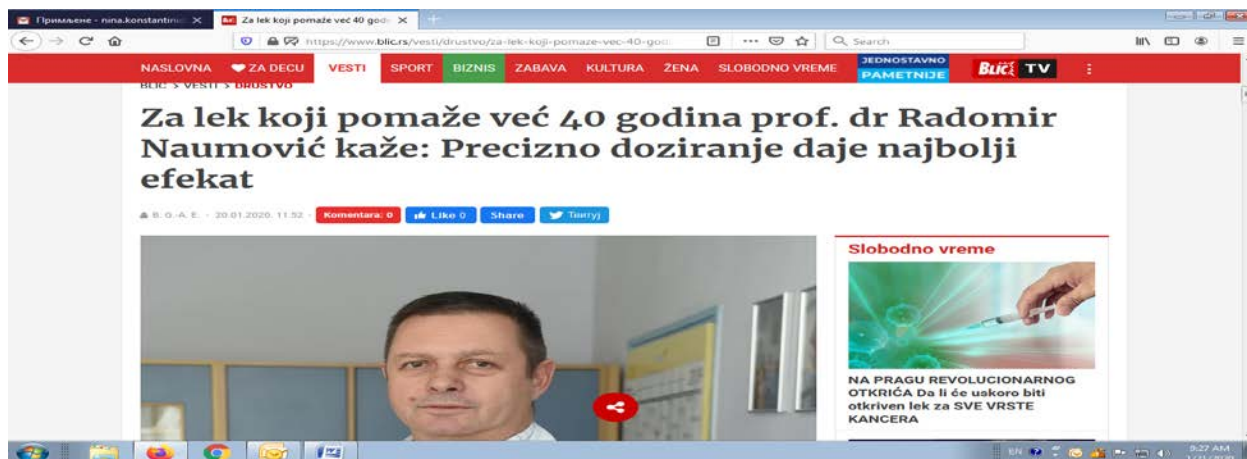 Примљене - nina.konstantin
Za lek koji pomaže već 40 god
https://www.blic.rs/vesti/drustvo/za-lek-koji-pomaze-vec-40-go
Search
NASLOVNA ZA DECU VESTI SPORT BIZNIS ZABAVA KULTURA ŽENA SLOBODNO VREME JEDNOSTAVNO PAMETNIJE Blic TV
BLIC > VESTI > DRUŠTVO
Za lek koji pomaže već 40 godina prof. dr Radomir
Naumović kaže: Precizno doziranje daje najbolji
efekat
B. G.-A. E. - 20.01.2020. 11:52 - Komentara: 0 Like 0 Share Твитуј
Slobodno vreme
NA PRAGU REVOLUCIONARNOG
OTKRIĆA Da li će uskoro biti
otkriven lek za SVE VRSTE
KANCERA
EN
9:27 AM